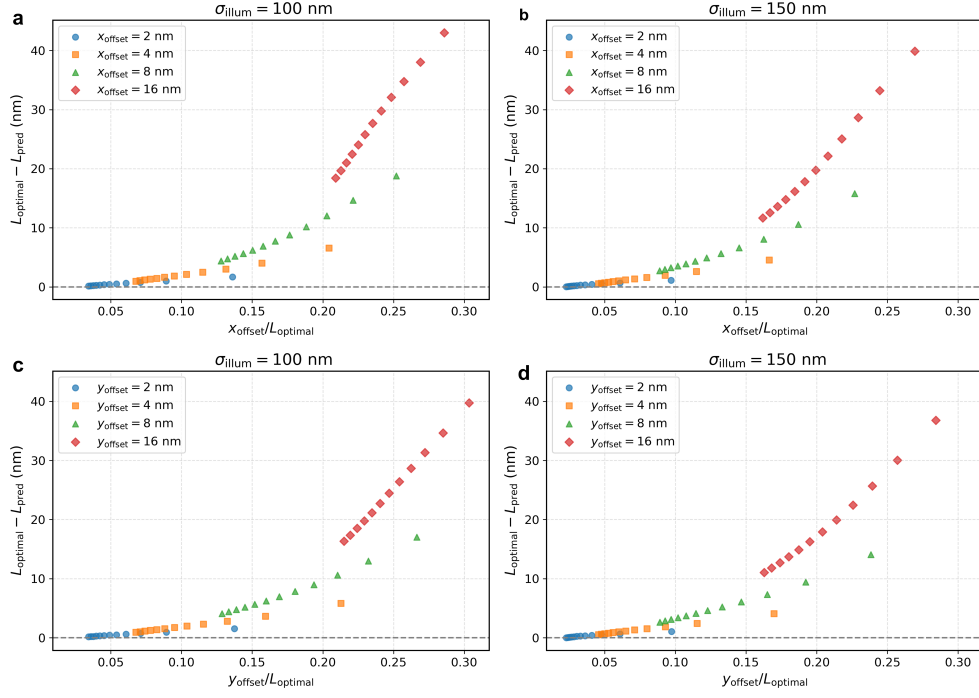 a
σillum = 100 nm
xoffset = 2 nm
xoffset = 4 nm
xoffset = 8 nm
xoffset = 16 nm
40
30
20
10
0
Loptimal − Lpred (nm)
0.05 0.10 0.15 0.20 0.25 0.30
xoffset/Loptimal
b
σillum = 150 nm
xoffset = 2 nm
xoffset = 4 nm
xoffset = 8 nm
xoffset = 16 nm
40
30
20
10
0
Loptimal − Lpred (nm)
0.05 0.10 0.15 0.20 0.25 0.30
xoffset/Loptimal
c
σillum = 100 nm
yoffset = 2 nm
yoffset = 4 nm
yoffset = 8 nm
yoffset = 16 nm
40
30
20
10
0
Loptimal − Lpred (nm)
0.05 0.10 0.15 0.20 0.25 0.30
yoffset/Loptimal
d
σillum = 150 nm
yoffset = 2 nm
yoffset = 4 nm
yoffset = 8 nm
yoffset = 16 nm
40
30
20
10
0
Loptimal − Lpred (nm)
0.05 0.10 0.15 0.20 0.25 0.30
yoffset/Loptimal